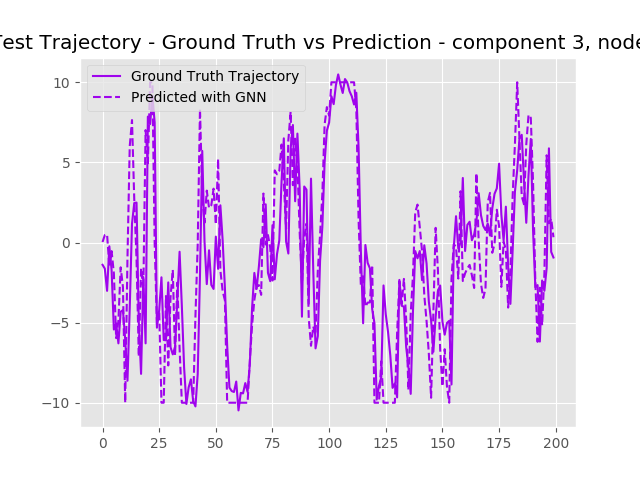 Test Trajectory - Ground Truth vs Prediction - component 3, node
Ground Truth Trajectory
Predicted with GNN
10
5
0
−5
−10
0 25 50 75 100 125 150 175 200